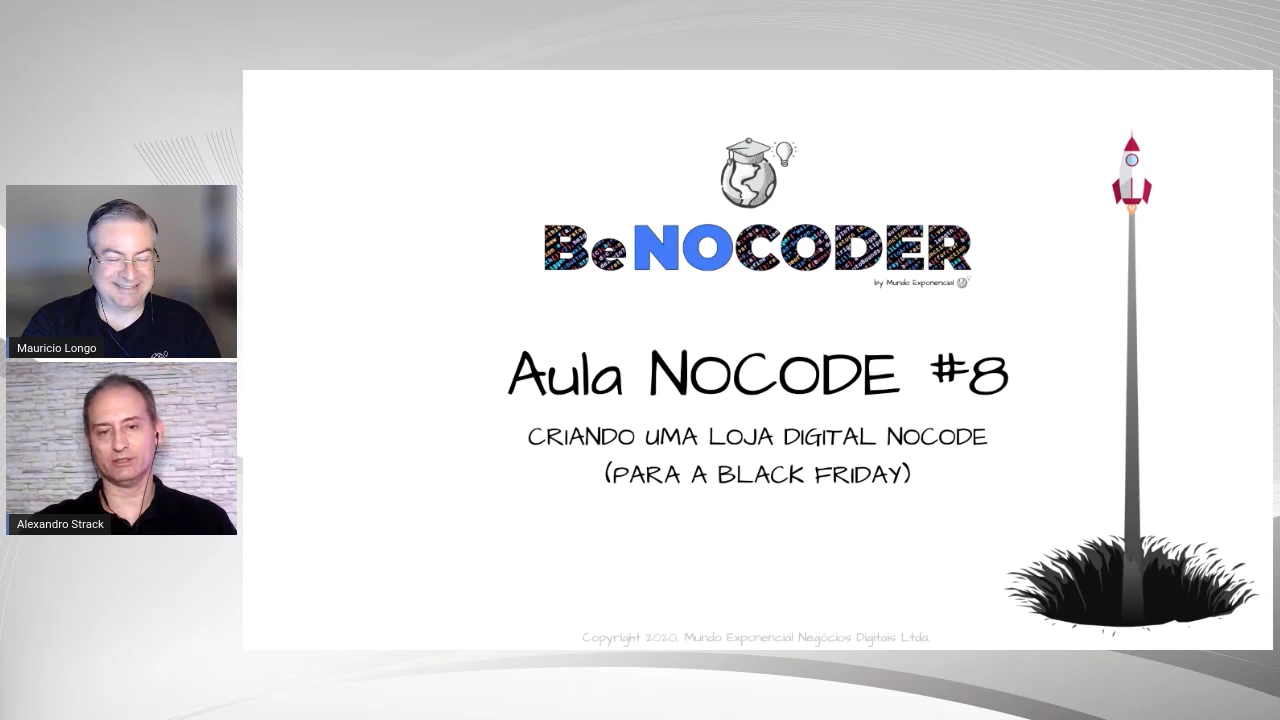 BeNOCODER
by Mundo Exponencial
Aula NOCODE #8
CRIANDO UMA LOJA DIGITAL NOCODE
(PARA A BLACK FRIDAY)
Mauricio Longo
Alexandro Strack
Copyright 2020, Mundo Exponencial Negócios Digitais Ltda.